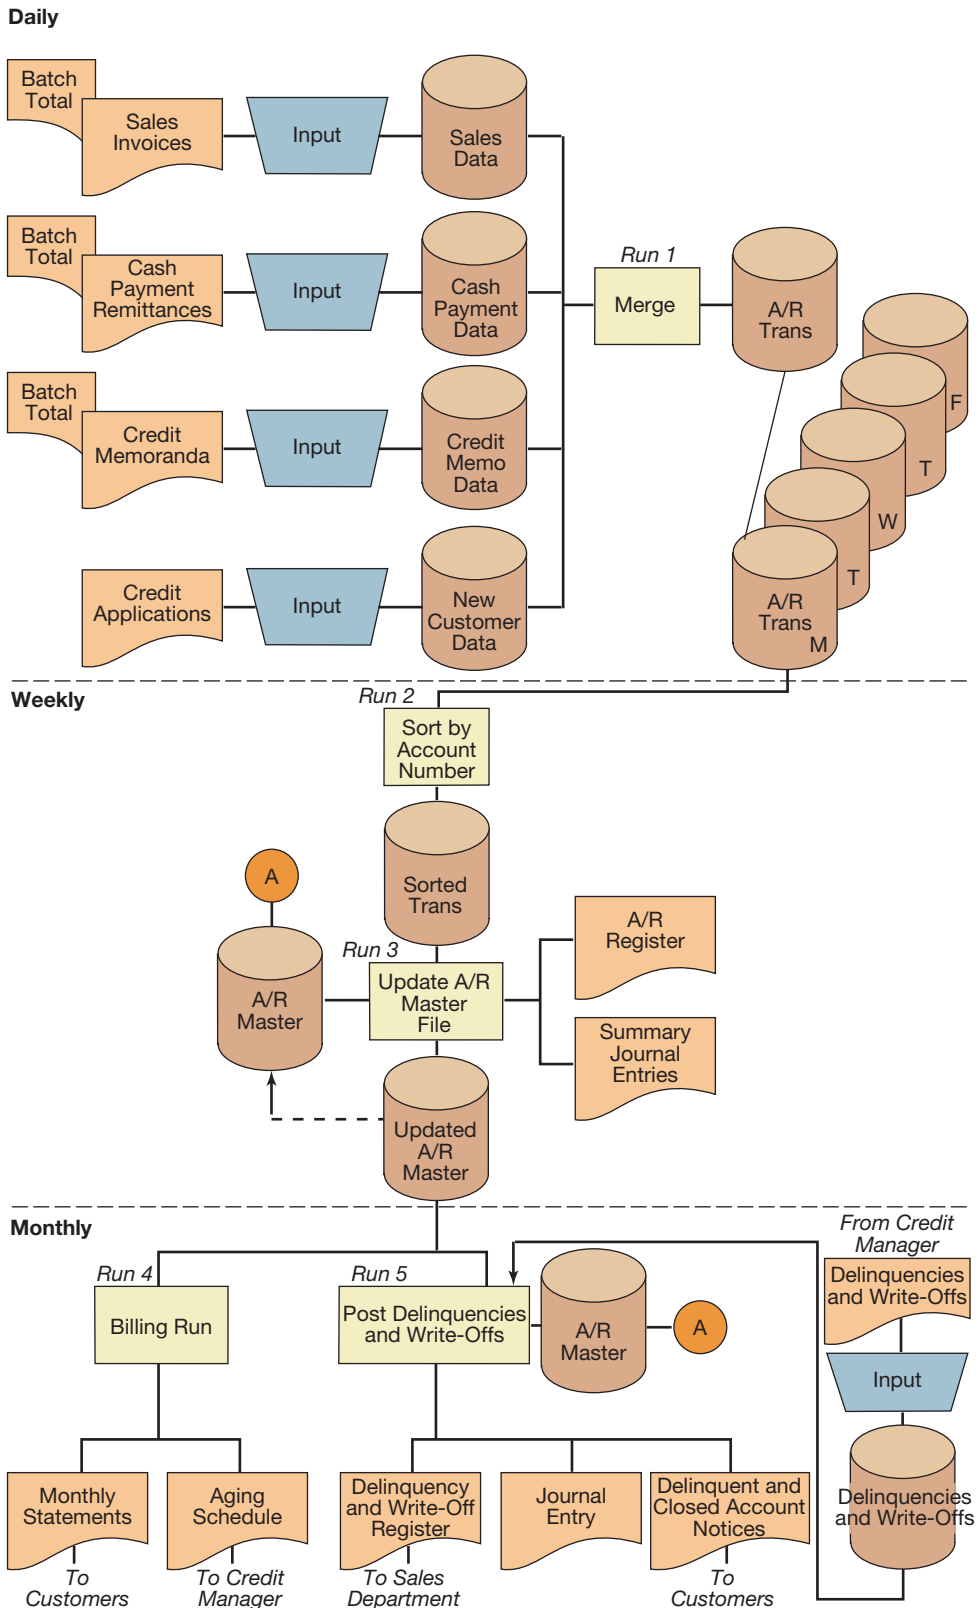 Daily
Batch
Total
Sales
Invoices
Input
Sales
Data
Batch
Total
Cash
Payment
Remittances
Input
Cash
Payment
Data
Run 1
Merge
A/R
Trans
Batch
Total
Credit
Memoranda
Input
Credit
Memo
Data
F
T
W
T
A/R
Trans
M
Credit
Applications
Input
New
Customer
Data
Weekly
Run 2
Sort by
Account
Number
Sorted
Trans
A
A/R
Master
Run 3
Update A/R
Master
File
A/R
Register
Summary
Journal
Entries
Updated
A/R
Master
Monthly
Run 4
Billing Run
Run 5
Post Delinquencies
and Write-Offs
A/R
Master
A
From Credit
Manager
Delinquencies
and Write-Offs
Input
Delinquencies
and Write-Offs
Monthly
Statements
To
Customers
Aging
Schedule
To Credit
Manager
Delinquency
and Write-Off
Register
To Sales
Department
Journal
Entry
Delinquent and
Closed Account
Notices
To
Customers